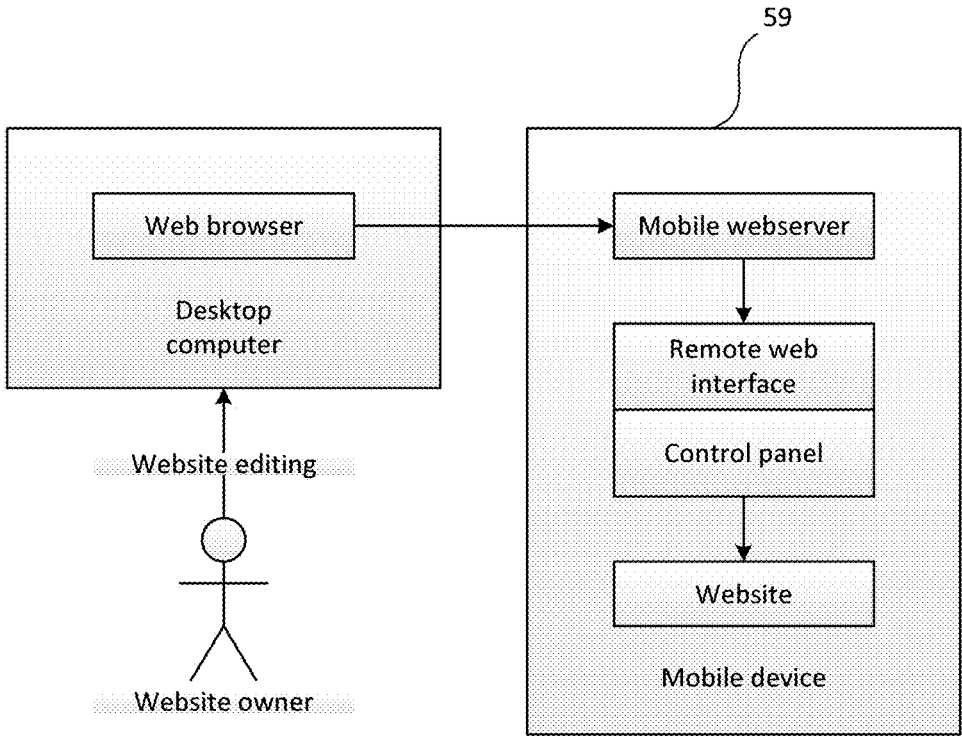 59
Web browser
Desktop
computer
Website editing
Website owner
Mobile webserver
Remote web
interface
Control panel
Website
Mobile device